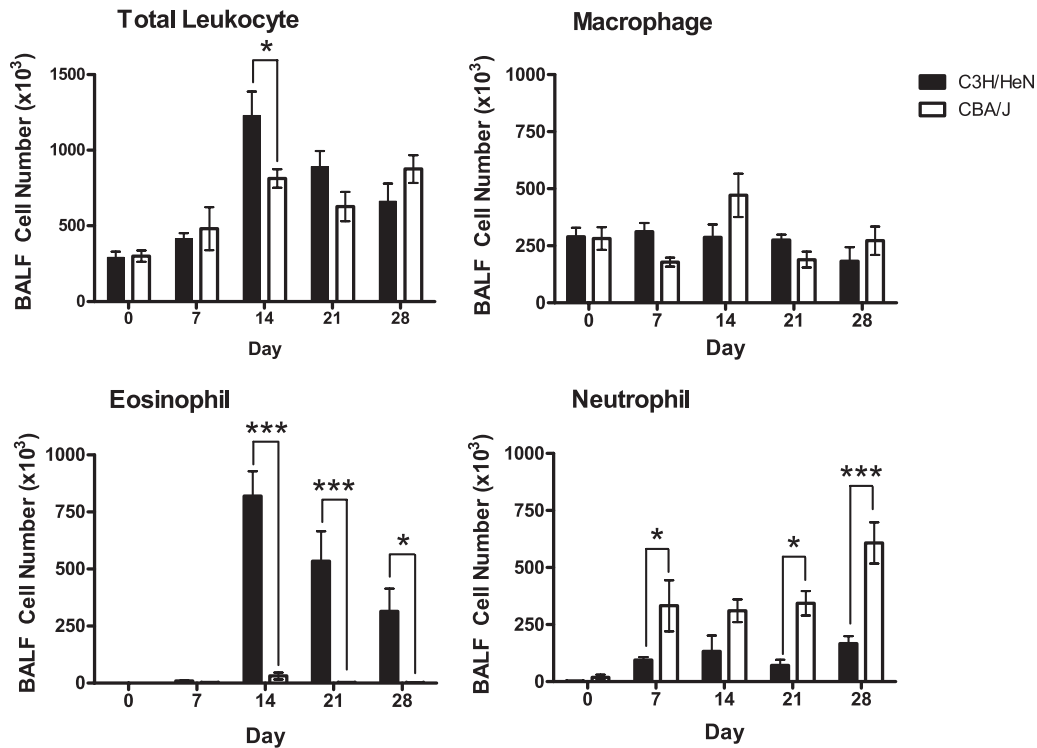 Total Leukocyte
*
BALF Cell Number (x10³)
1500
1000
500
0
0 7 14 21 28
Day
Macrophage
BALF Cell Number (x10³)
1000
750
500
250
0
0 7 14 21 28
Day
C3H/HeN
CBA/J
Eosinophil
*** *** *
BALF Cell Number (x10³)
1000
750
500
250
0
0 7 14 21 28
Day
Neutrophil
* * ***
BALF Cell Number (x10³)
1000
750
500
250
0
0 7 14 21 28
Day